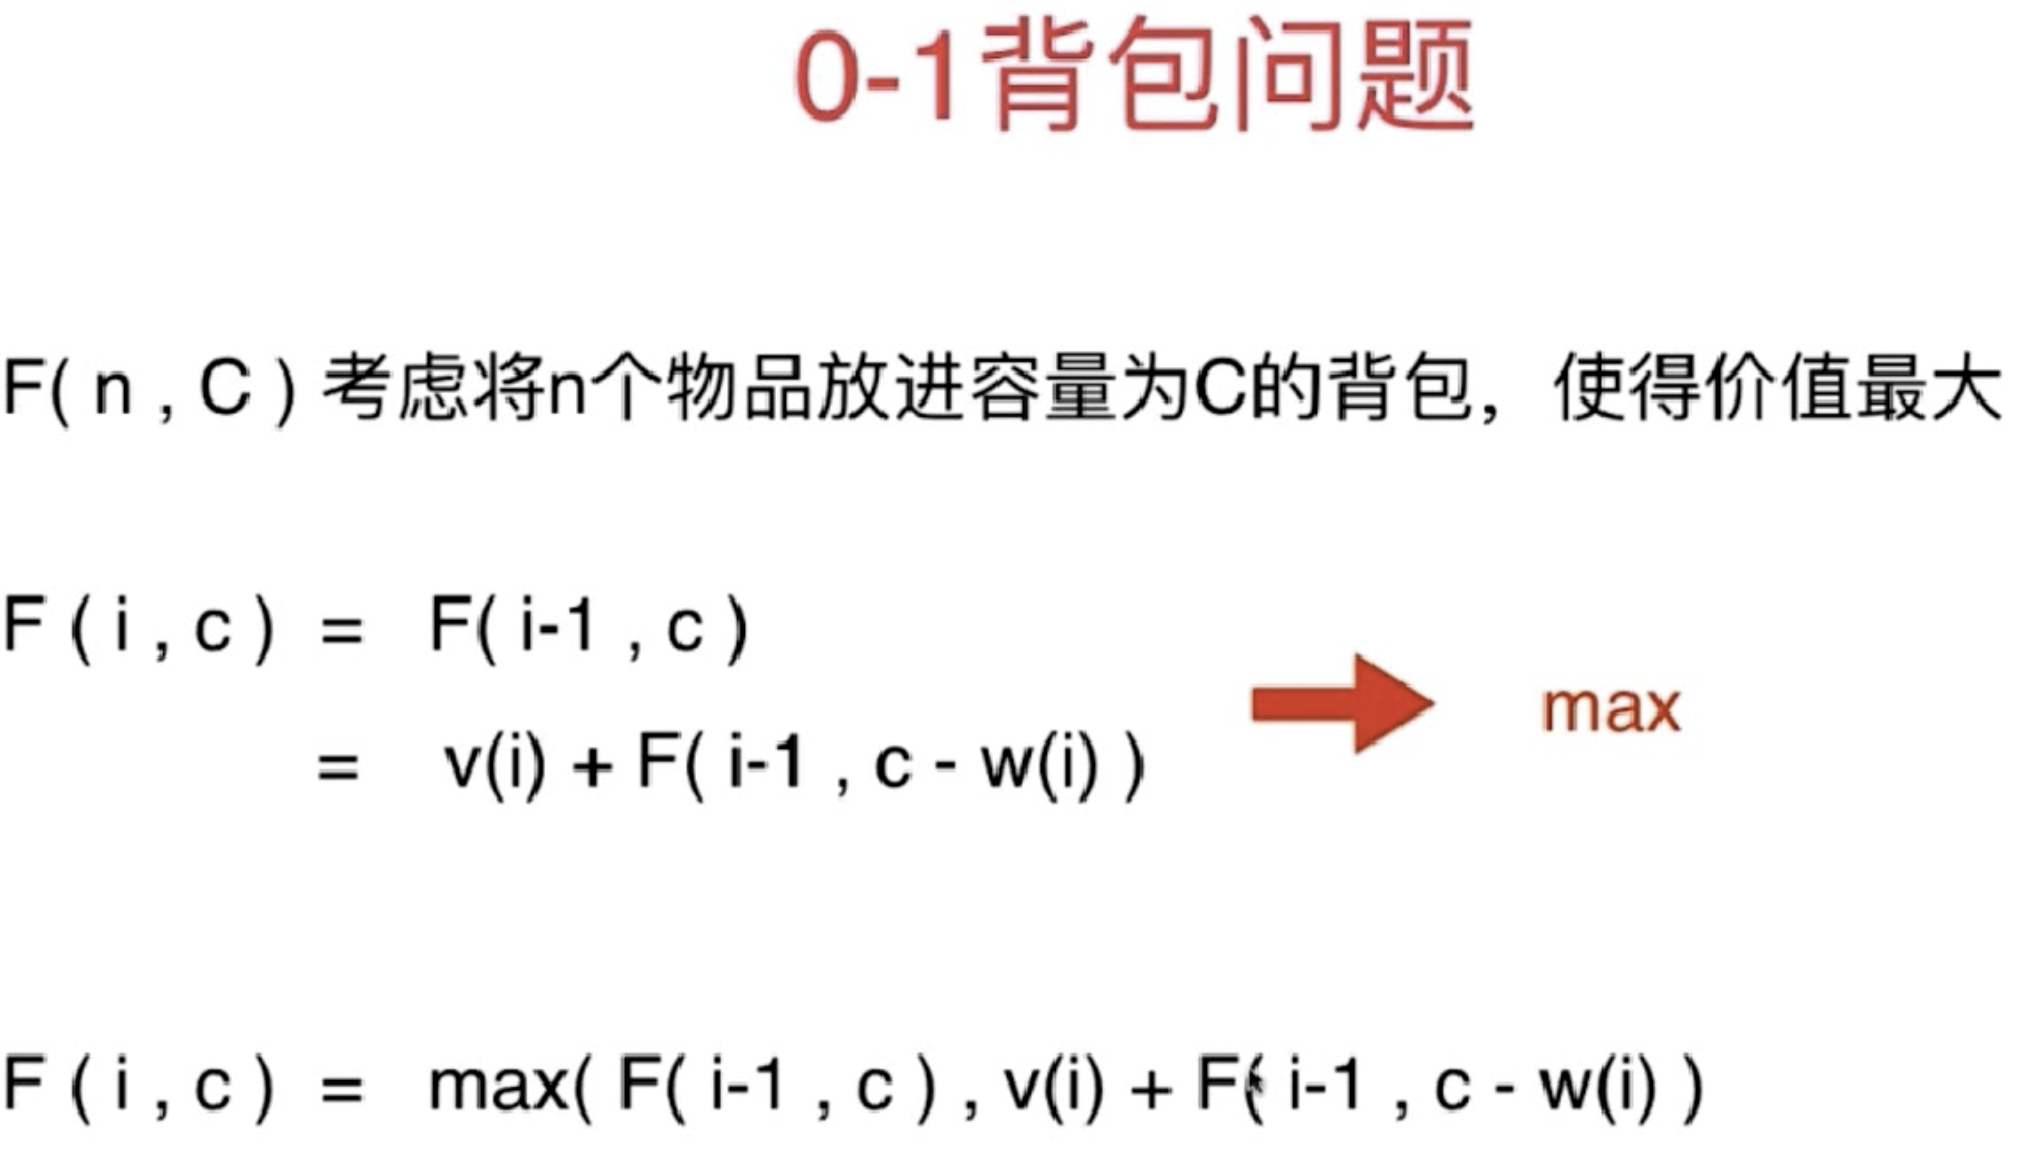 0-1背包问题
F( n , C ) 考虑将n个物品放进容量为C的背包，使得价值最大
F ( i , c ) = F( i-1 , c )
= v(i) + F( i-1 , c - w(i) )
max
F ( i , c ) = max( F( i-1 , c ) , v(i) + F( i-1 , c - w(i) )